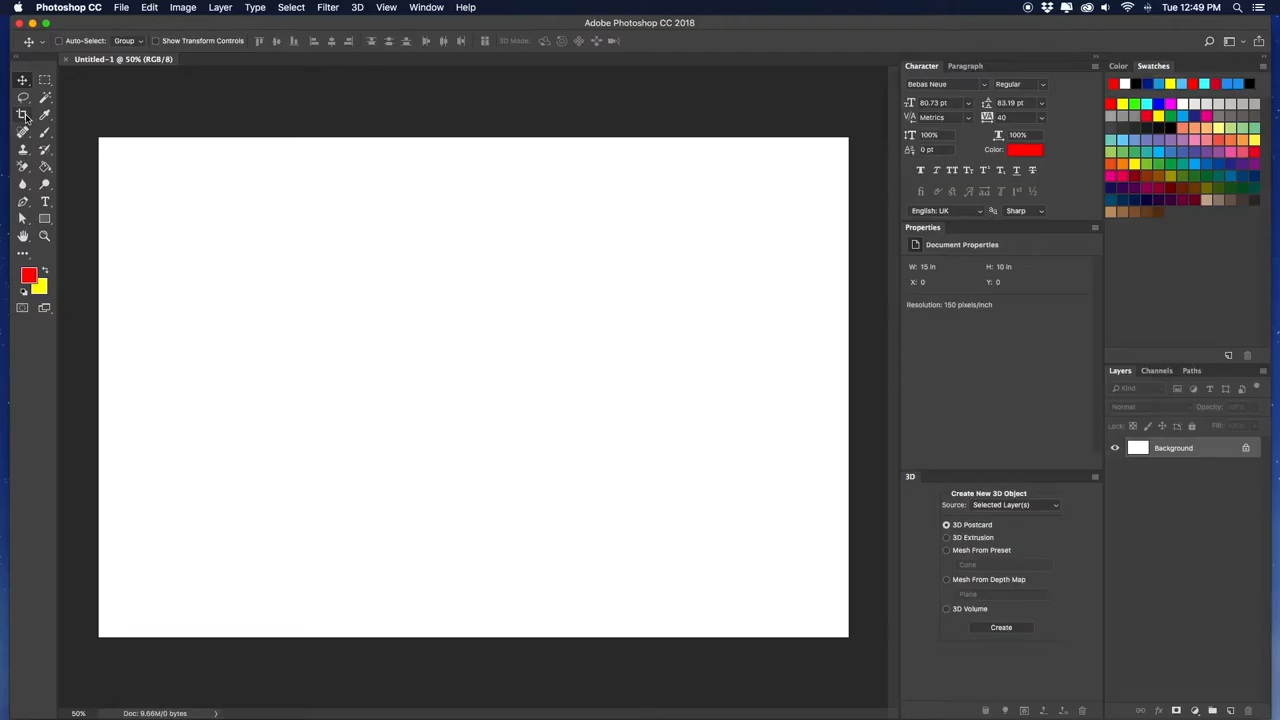 Photoshop CC File Edit Image Layer Type Select Filter 3D View Window Help Tue 12:49 PM
Adobe Photoshop CC 2018
Auto-Select: Group Show Transform Controls 3D Mode:
Untitled-1 @ 50% (RGB/8)
Character Paragraph
Color Swatches
Bebas Neue Regular
80.73 pt 83.19 pt
Metrics 40
100% 100%
0 pt Color:
English: UK Sharp
Properties
Document Properties
W: 15 in H: 10 in
X: 0 Y: 0
Resolution: 150 pixels/inch
Layers Channels Paths
Kind
Normal Opacity: 100%
Lock: Fill: 100%
Background
3D
Create New 3D Object
Source: Selected Layer(s)
3D Postcard
3D Extrusion
Mesh From Preset
Cone
Mesh From Depth Map
Plane
3D Volume
Create
50% Doc: 9.66M/0 bytes